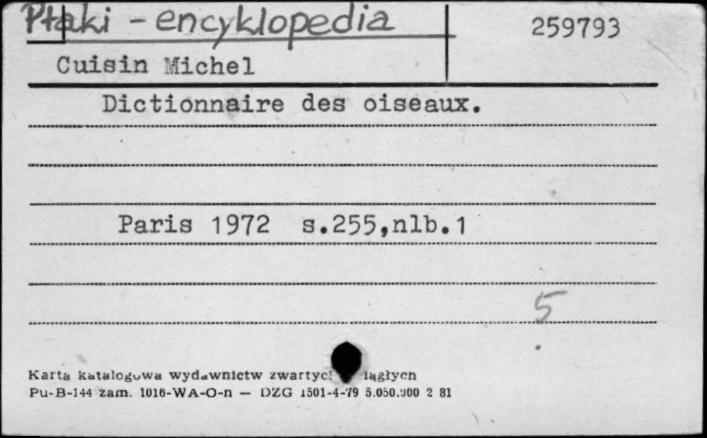 Ptaki - encyklopedia 259793
Cuisin Michel
Dictionnaire des oiseaux.
Paris 1972 s.255,nlb.1
5
Karta katalogowa wydawnictw zwartych iągłych
Pu-B-144 zam. 1016-WA-O-n — DZG 1501-4-79 5.050.000 2 81